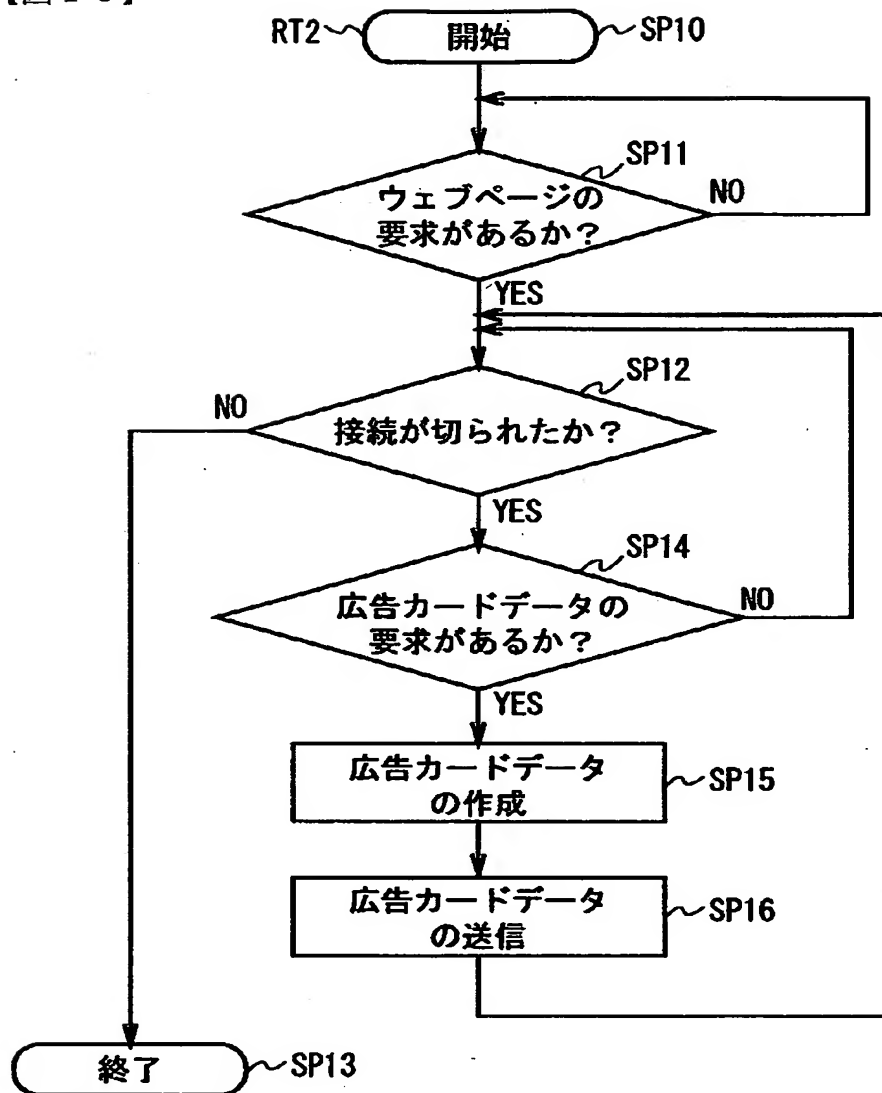 RT2
開始
SP10
SP11
ウェブページの
要求があるか？
NO
YES
SP12
NO
接続が切られたか？
YES
SP14
広告カードデータの
要求があるか？
NO
YES
広告カードデータ
の作成
SP15
広告カードデータ
の送信
SP16
終了
SP13